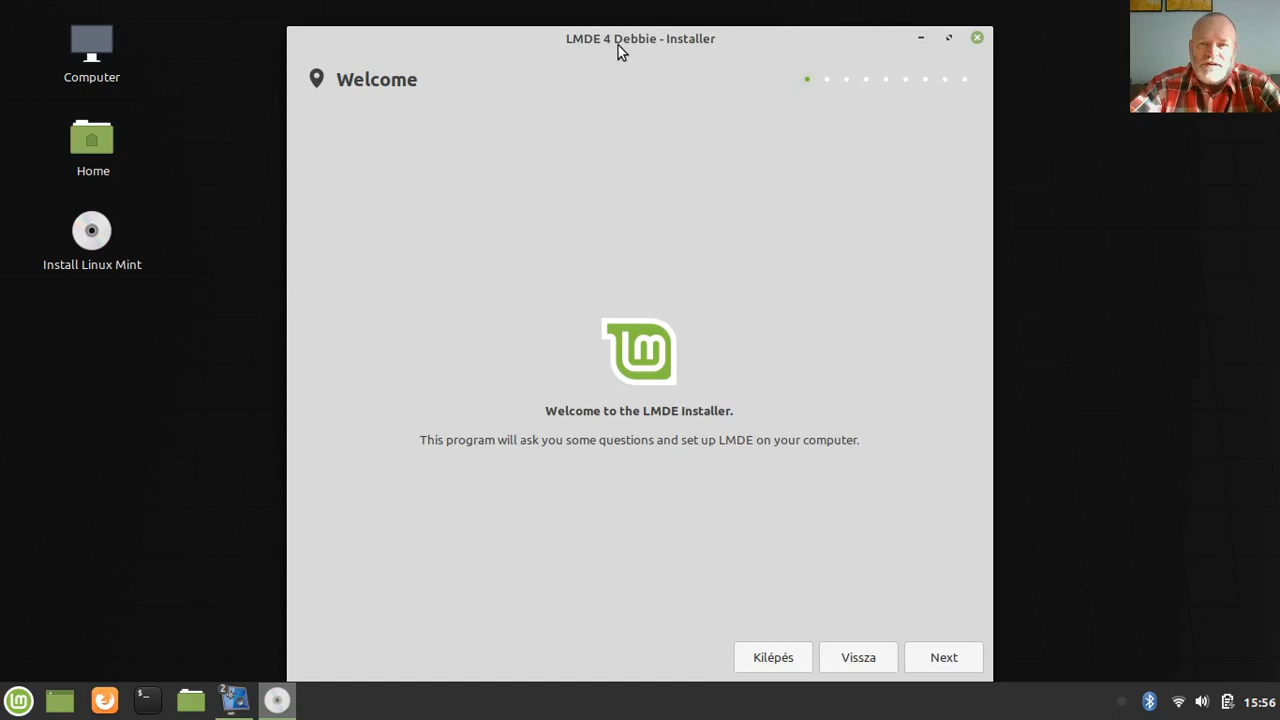 LMDE 4 Debbie - Installer
Computer
Welcome
Home
Install Linux Mint
Welcome to the LMDE Installer.
This program will ask you some questions and set up LMDE on your computer.
Kilépés
Vissza
Next
2
15:56